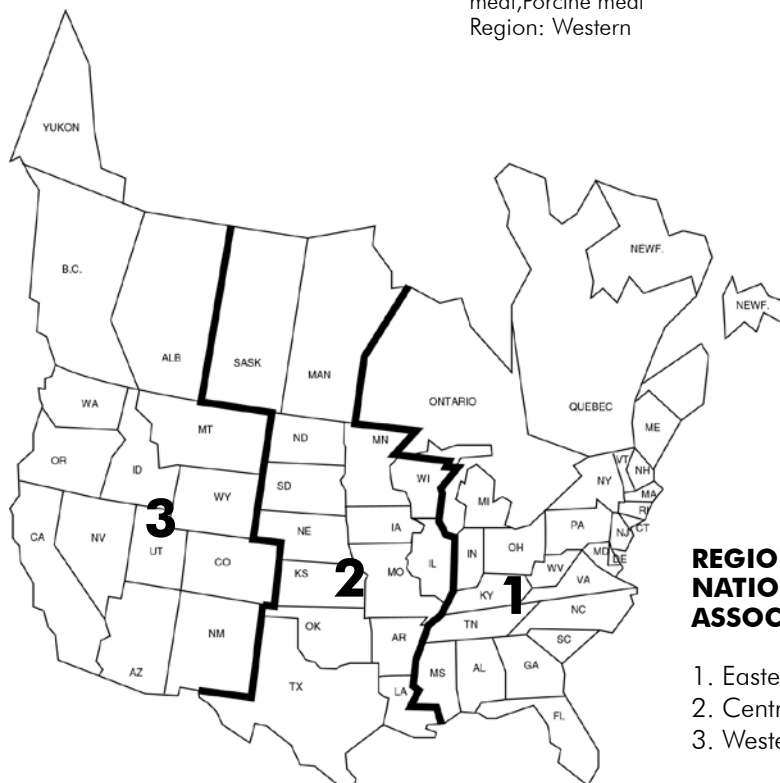 meal,Porcine meal
Region: Western
YUKON
B.C.
ALB
SASK
MAN
ONTARIO
QUEBEC
NEWF.
NEWF.
WA
OR
ID
MT
WY
CA
NV
UT
CO
AZ
NM
3
ND
SD
NE
KS
OK
TX
MN
IA
MO
AR
LA
WI
IL
2
MI
IN
OH
KY
TN
MS
AL
GA
FL
SC
NC
VA
WV
1
PA
NY
VT
NH
ME
MA
RI
CT
NJ
DE
MD
REGIO
NATIO
ASSOC
1. Easte
2. Centr
3. Weste